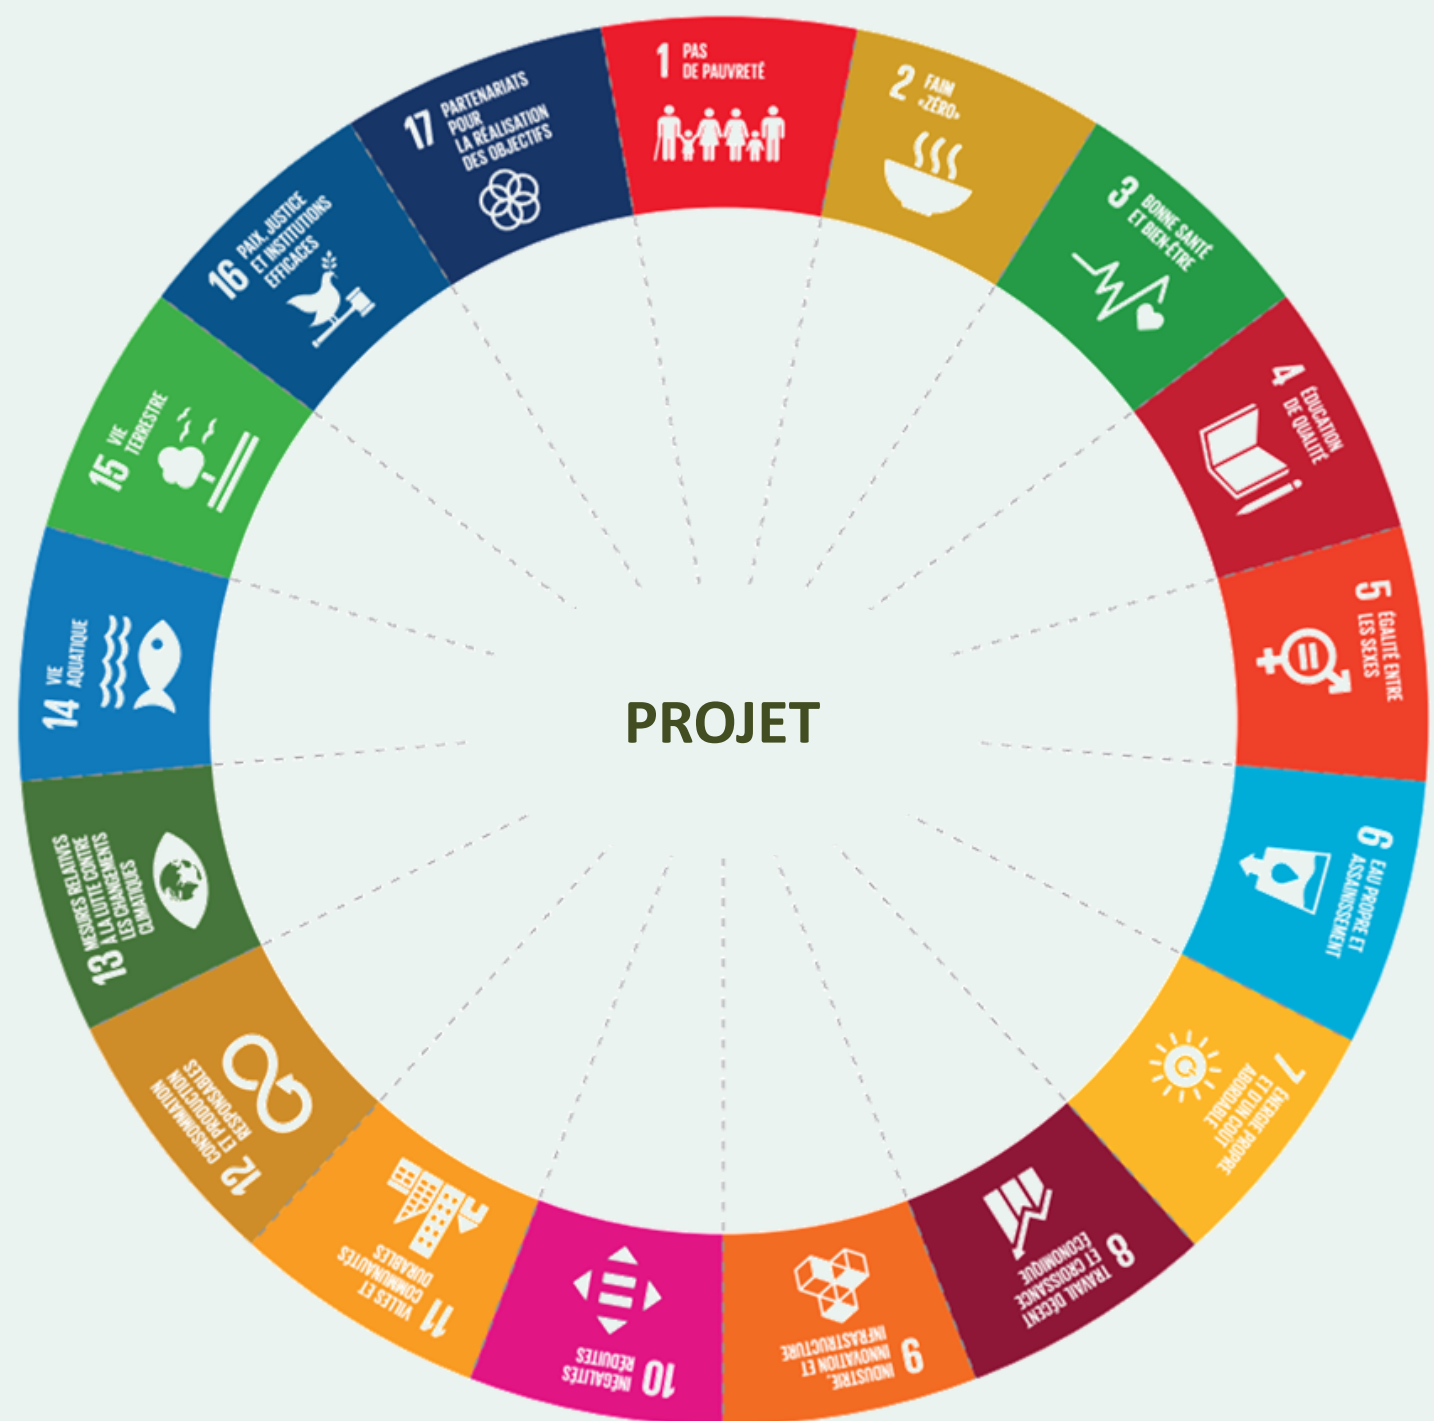 1 PAS
DE PAUVRETÉ
2 FAIM
«ZÉRO»
3 BONNE SANTÉ
ET BIEN-ÊTRE
4 ÉDUCATION
DE QUALITÉ
5 ÉGALITÉ ENTRE
LES SEXES
6 EAU PROPRE ET
ASSAINISSEMENT
7 ÉNERGIE PROPRE
ET D'UN COÛT
ABORDABLE
8 TRAVAIL DÉCENT
ET CROISSANCE
ÉCONOMIQUE
9 INDUSTRIE,
INNOVATION ET
INFRASTRUCTURE
10 INÉGALITÉS
RÉDUITES
11 VILLES ET
COMMUNAUTÉS
DURABLES
12 CONSOMMATION
ET PRODUCTION
RESPONSABLES
13 MESURES RELATIVES
À LA LUTTE CONTRE
LES CHANGEMENTS
CLIMATIQUES
14 VIE
AQUATIQUE
15 VIE
TERRESTRE
16 PAIX, JUSTICE
ET INSTITUTIONS
EFFICACES
17 PARTENARIATS
POUR
LA RÉALISATION
DES OBJECTIFS
PROJET